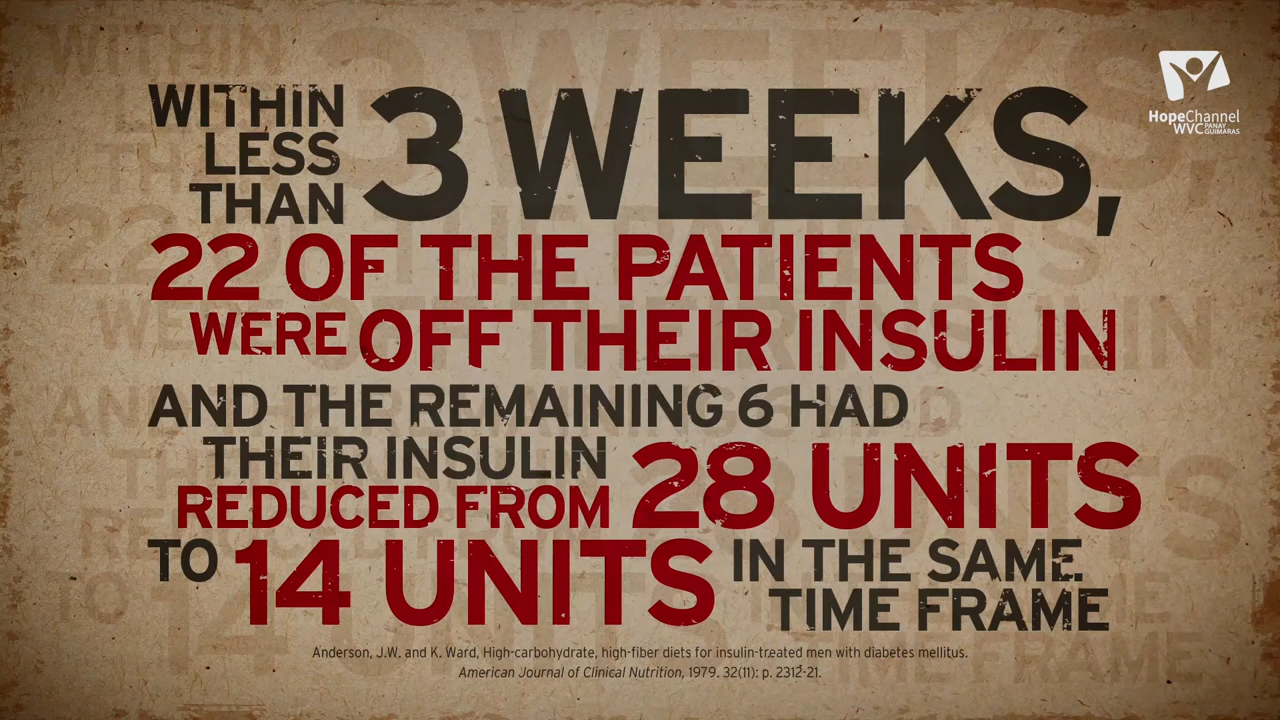 HopeChannel
WVC PANAY GUIMARAS
WITHIN
LESS
THAN
3 WEEKS,
22 OF THE PATIENTS
WERE OFF THEIR INSULIN
AND THE REMAINING 6 HAD
THEIR INSULIN
REDUCED FROM
28 UNITS
TO 14 UNITS
IN THE SAME
TIME FRAME
Anderson, J.W. and K. Ward, High-carbohydrate, high-fiber diets for insulin-treated men with diabetes mellitus.
American Journal of Clinical Nutrition, 1979. 32(11): p. 2312-21.